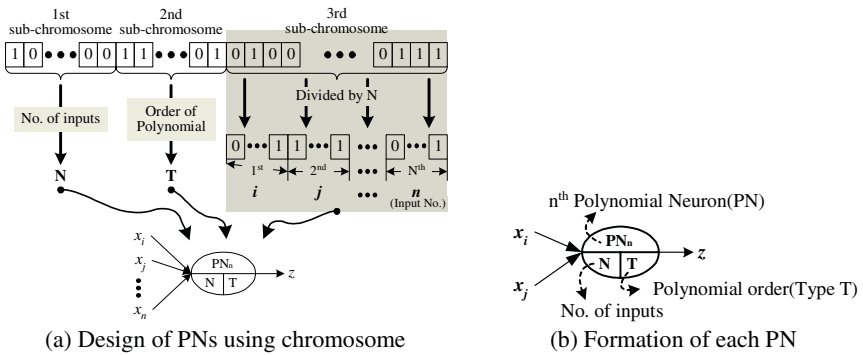 1st 2nd 3rd
sub-chromosome sub-chromosome sub-chromosome
1 0 ••• 0 0 1 1 ••• 0 1 0 1 0 0 ••• 0 1 1 1
Divided by N
No. of inputs
Order of
Polynomial
0 ••• 1 1 ••• 1 ••• 0 ••• 1
1st 2nd ••• Nth
N T i j ••• n
(Input No.)
xi
xj
xn
PNn
N T
z
(a) Design of PNs using chromosome
nth Polynomial Neuron(PN)
xi
xj
PNn
N T
z
Polynomial order(Type T)
No. of inputs
(b) Formation of each PN